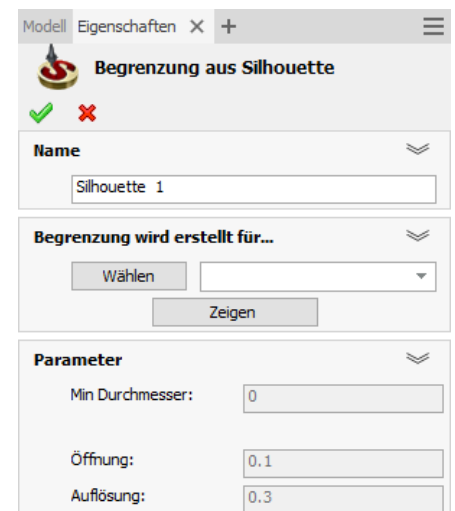 Modell Eigenschaften
Begrenzung aus Silhouette
Name
Silhouette 1
Begrenzung wird erstellt für...
Wählen
Zeigen
Parameter
Min Durchmesser: 0
Öffnung: 0.1
Auflösung: 0.3